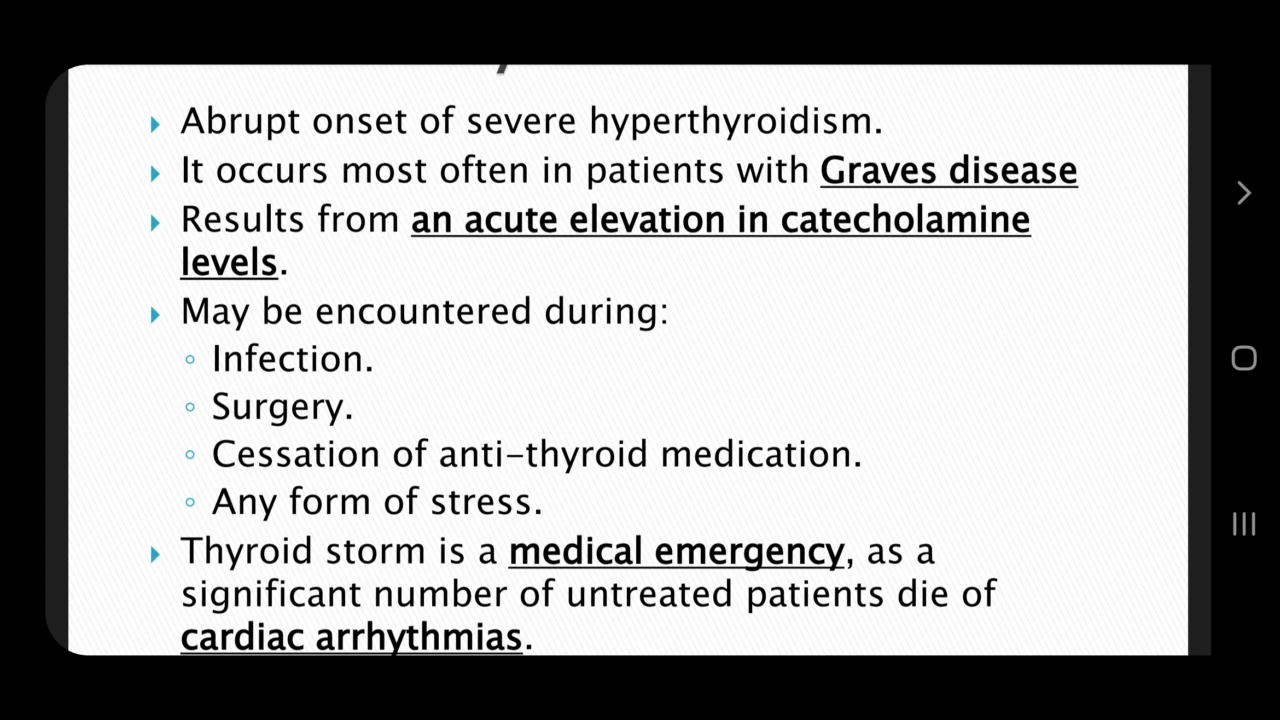 Abrupt onset of severe hyperthyroidism.
It occurs most often in patients with Graves disease
Results from an acute elevation in catecholamine
levels.
May be encountered during:
Infection.
Surgery.
Cessation of anti-thyroid medication.
Any form of stress.
Thyroid storm is a medical emergency, as a
significant number of untreated patients die of
cardiac arrhythmias.